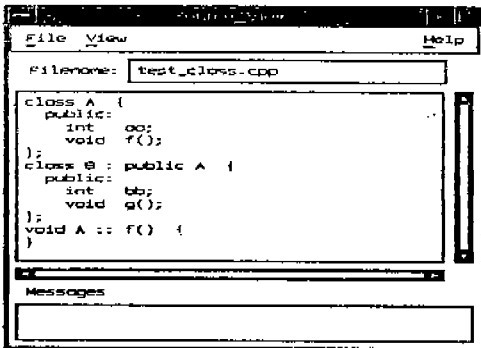 File View Help
Filename: test_class.cpp
class A {
public:
int aa;
void f();
};
class B : public A {
public:
int bb;
void g();
};
void A :: f() {
}
Messages